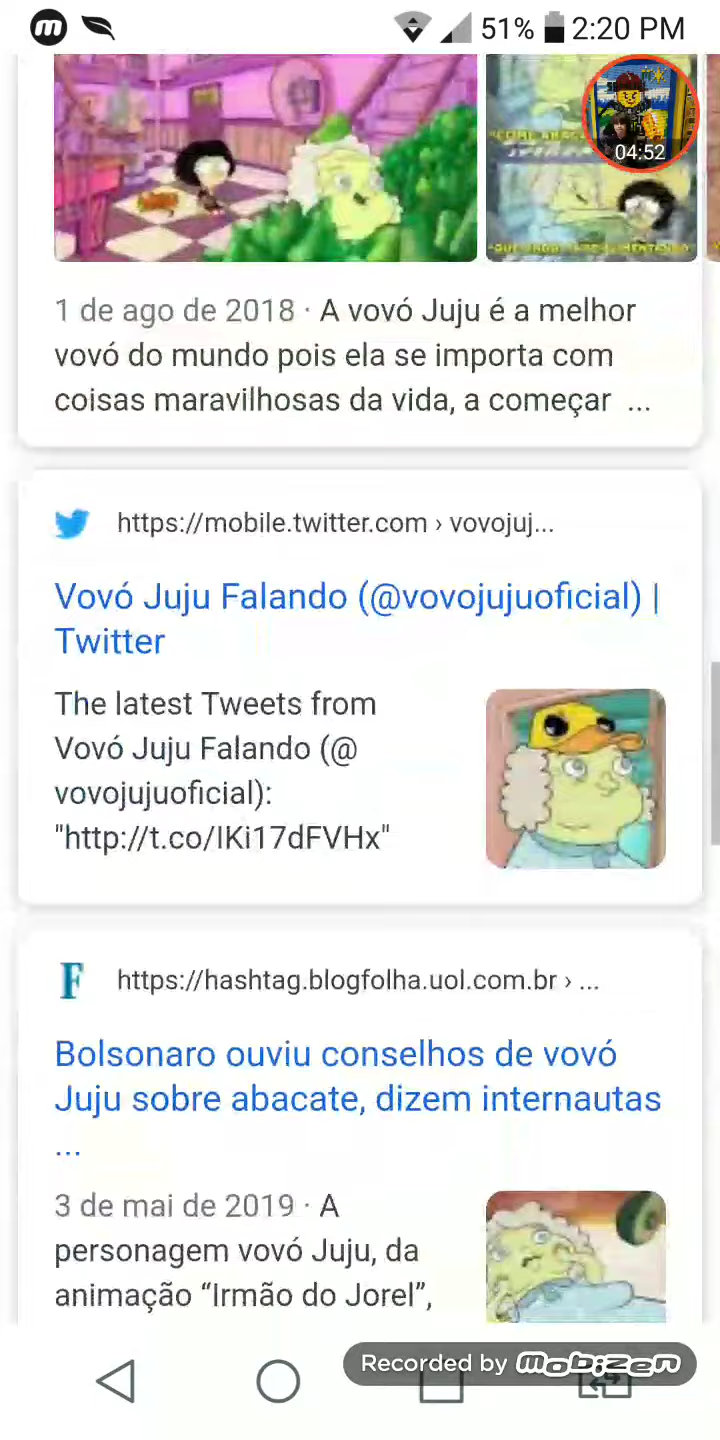 51% 2:20 PM
04:52
1 de ago de 2018 · A vovó Juju é a melhor
vovó do mundo pois ela se importa com
coisas maravilhosas da vida, a começar ...
https://mobile.twitter.com › vovojuj...
Vovó Juju Falando (@vovojujuoficial) |
Twitter
The latest Tweets from
Vovó Juju Falando (@
vovojujuoficial):
"http://t.co/IKi17dFVHx"
F https://hashtag.blogfolha.uol.com.br › ...
Bolsonaro ouviu conselhos de vovó
Juju sobre abacate, dizem internautas
...
3 de mai de 2019 · A
personagem vovó Juju, da
animação “Irmão do Jorel”,
Recorded by mobizen